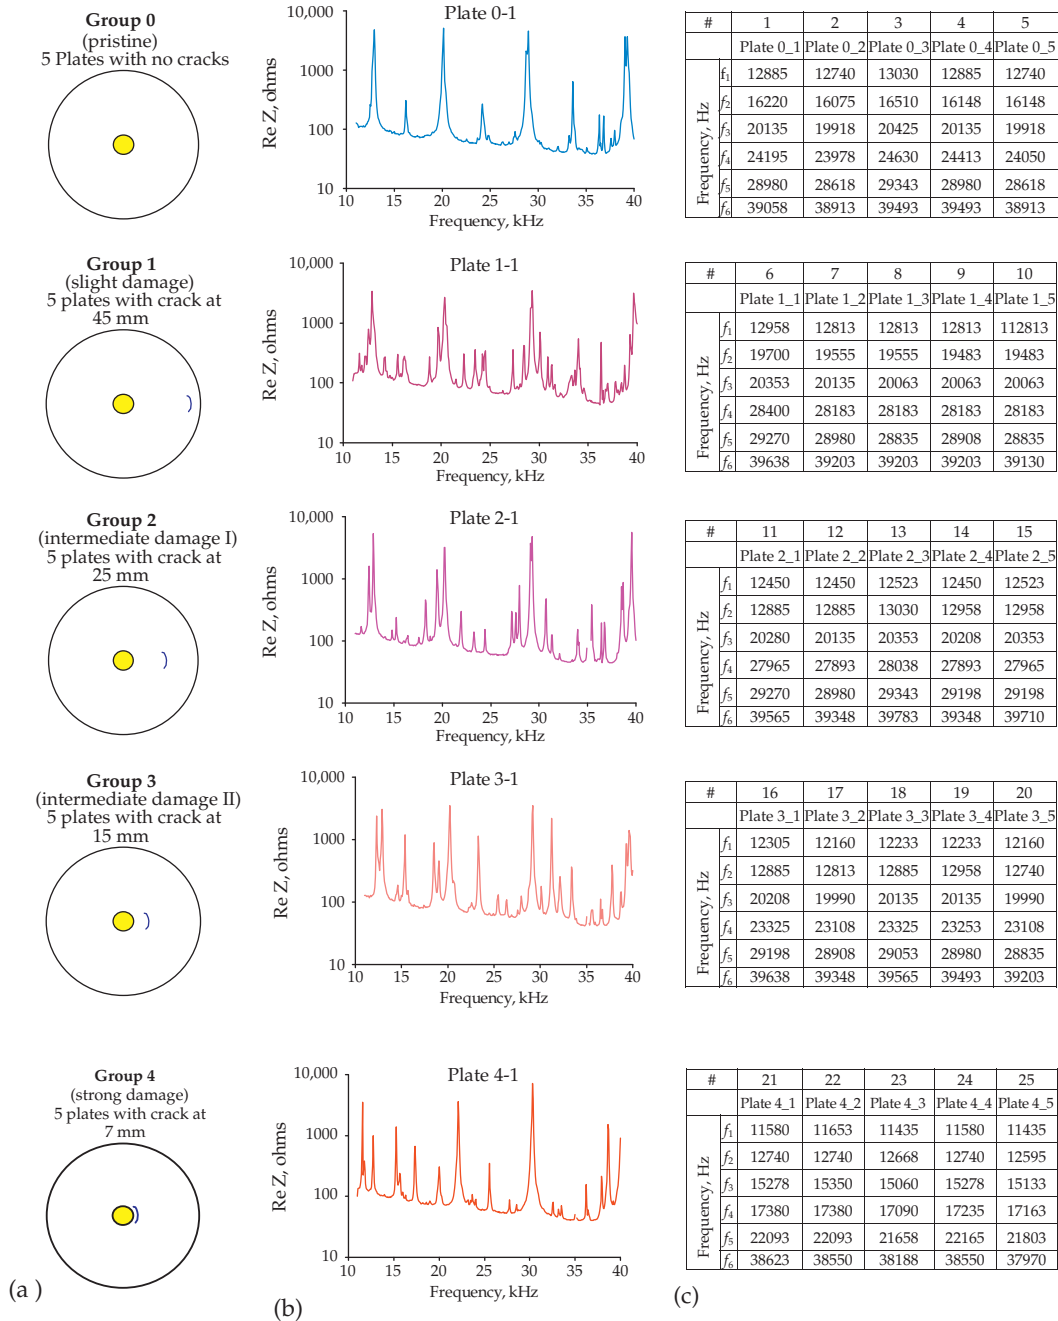 Group 0
(pristine)
5 Plates with no cracks
Plate 0-1
Re Z, ohms
10,000
1000
100
10
10 15 20 25 30 35 40
Frequency, kHz
# 1 2 3 4 5
Plate 0_1 Plate 0_2 Plate 0_3 Plate 0_4 Plate 0_5
Frequency, Hz
f1 12885 12740 13030 12885 12740
f2 16220 16075 16510 16148 16148
f3 20135 19918 20425 20135 19918
f4 24195 23978 24630 24413 24050
f5 28980 28618 29343 28980 28618
f6 39058 38913 39493 39493 38913
Group 1
(slight damage)
5 plates with crack at
45 mm
Plate 1-1
Re Z, ohms
10,000
1000
100
10
10 15 20 25 30 35 40
Frequency, kHz
# 6 7 8 9 10
Plate 1_1 Plate 1_2 Plate 1_3 Plate 1_4 Plate 1_5
Frequency, Hz
f1 12958 12813 12813 12813 112813
f2 19700 19555 19555 19483 19483
f3 20353 20135 20063 20063 20063
f4 28400 28183 28183 28183 28183
f5 29270 28980 28835 28908 28835
f6 39638 39203 39203 39203 39130
Group 2
(intermediate damage I)
5 plates with crack at
25 mm
Plate 2-1
Re Z, ohms
10,000
1000
100
10
10 15 20 25 30 35 40
Frequency, kHz
# 11 12 13 14 15
Plate 2_1 Plate 2_2 Plate 2_3 Plate 2_4 Plate 2_5
Frequency, Hz
f1 12450 12450 12523 12450 12523
f2 12885 12885 13030 12958 12958
f3 20280 20135 20353 20208 20353
f4 27965 27893 28038 27893 27965
f5 29270 28980 29343 29198 29198
f6 39565 39348 39783 39348 39710
Group 3
(intermediate damage II)
5 plates with crack at
15 mm
Plate 3-1
Re Z, ohms
10,000
1000
100
10
10 15 20 25 30 35 40
Frequency, kHz
# 16 17 18 19 20
Plate 3_1 Plate 3_2 Plate 3_3 Plate 3_4 Plate 3_5
Frequency, Hz
f1 12305 12160 12233 12233 12160
f2 12885 12813 12885 12958 12740
f3 20208 19990 20135 20135 19990
f4 23325 23108 23325 23253 23108
f5 29198 28908 29053 28980 28835
f6 39638 39348 39565 39493 39203
Group 4
(strong damage)
5 plates with crack at
7 mm
Plate 4-1
Re Z, ohms
10,000
1000
100
10
10 15 20 25 30 35 40
Frequency, kHz
# 21 22 23 24 25
Plate 4_1 Plate 4_2 Plate 4_3 Plate 4_4 Plate 4_5
Frequency, Hz
f1 11580 11653 11435 11580 11435
f2 12740 12740 12668 12740 12595
f3 15278 15350 15060 15278 15133
f4 17380 17380 17090 17235 17163
f5 22093 22093 21658 22165 21803
f6 38623 38550 38188 38550 37970
(a ) (b) (c)